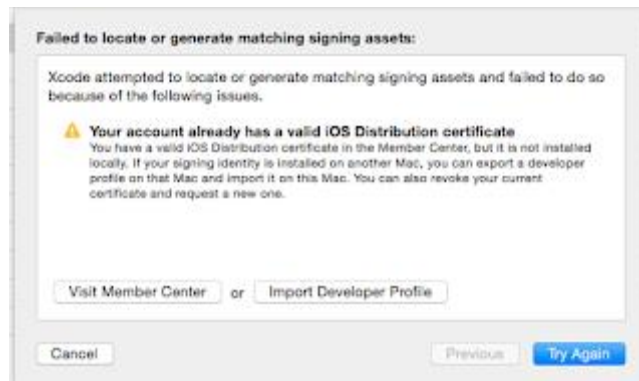 Failed to locate or generate matching signing assets:
Xcode attempted to locate or generate matching signing assets and failed to do so
because of the following issues.
Your account already has a valid iOS Distribution certificate
You have a valid iOS Distribution certificate in the Member Center, but it is not installed
locally. If your signing identity is installed on another Mac, you can export a developer
profile on that Mac and import it on this Mac. You can also revoke your current
certificate and request a new one.
Visit Member Center or Import Developer Profile
Cancel Previous Try Again